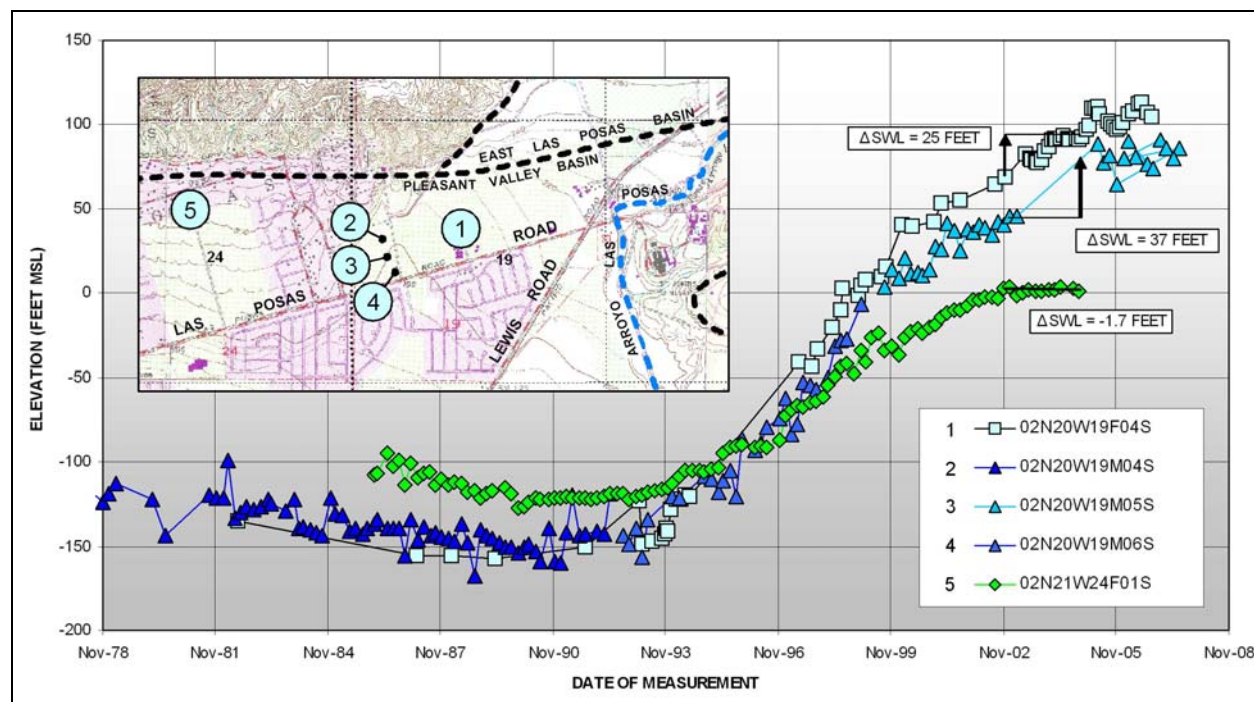 150
100
50
0
-50
-100
-150
-200
ELEVATION (FEET MSL)
Nov-78
Nov-81
Nov-84
Nov-87
Nov-90
Nov-93
Nov-96
Nov-99
Nov-02
Nov-05
Nov-08
DATE OF MEASUREMENT
EAST LAS POSAS BASIN
PLEASANT VALLEY BASIN
5
2
1
3
4
24
19
LAS POSAS ROAD
LEWIS ROAD
ARROYO LAS POSAS
24
19
ROAD
ΔSWL = 25 FEET
ΔSWL = 37 FEET
ΔSWL = -1.7 FEET
1 02N20W19F04S
2 02N20W19M04S
3 02N20W19M05S
4 02N20W19M06S
5 02N21W24F01S